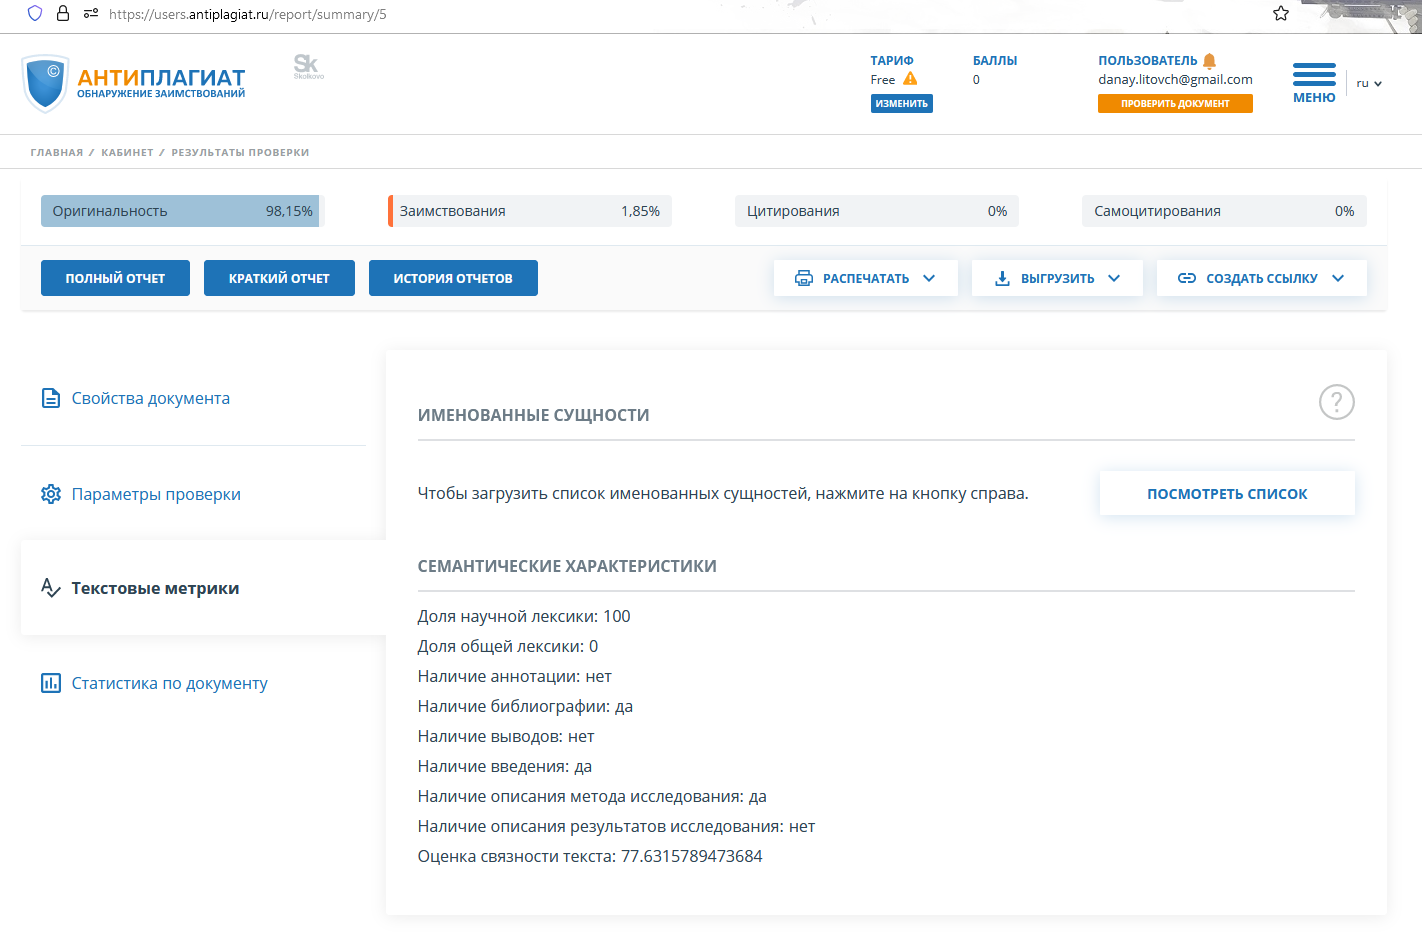 https://users.antiplagiat.ru/report/summary/5
©
АНТИПЛАГИАТ
ОБНАРУЖЕНИЕ ЗАИМСТВОВАНИЙ
Sk
Skolkovo
ТАРИФ
Free
ИЗМЕНИТЬ
БАЛЛЫ
0
ПОЛЬЗОВАТЕЛЬ
danay.litovch@gmail.com
ПРОВЕРИТЬ ДОКУМЕНТ
МЕНЮ
ru
ГЛАВНАЯ / КАБИНЕТ / РЕЗУЛЬТАТЫ ПРОВЕРКИ
Оригинальность 98,15%
Заимствования 1,85%
Цитирования 0%
Самоцитирования 0%
ПОЛНЫЙ ОТЧЕТ
КРАТКИЙ ОТЧЕТ
ИСТОРИЯ ОТЧЕТОВ
РАСПЕЧАТАТЬ
ВЫГРУЗИТЬ
СОЗДАТЬ ССЫЛКУ
Свойства документа
Параметры проверки
Текстовые метрики
Статистика по документу
ИМЕНОВАННЫЕ СУЩНОСТИ
?
Чтобы загрузить список именованных сущностей, нажмите на кнопку справа.
ПОСМОТРЕТЬ СПИСОК
СЕМАНТИЧЕСКИЕ ХАРАКТЕРИСТИКИ
Доля научной лексики: 100
Доля общей лексики: 0
Наличие аннотации: нет
Наличие библиографии: да
Наличие выводов: нет
Наличие введения: да
Наличие описания метода исследования: да
Наличие описания результатов исследования: нет
Оценка связности текста: 77.6315789473684